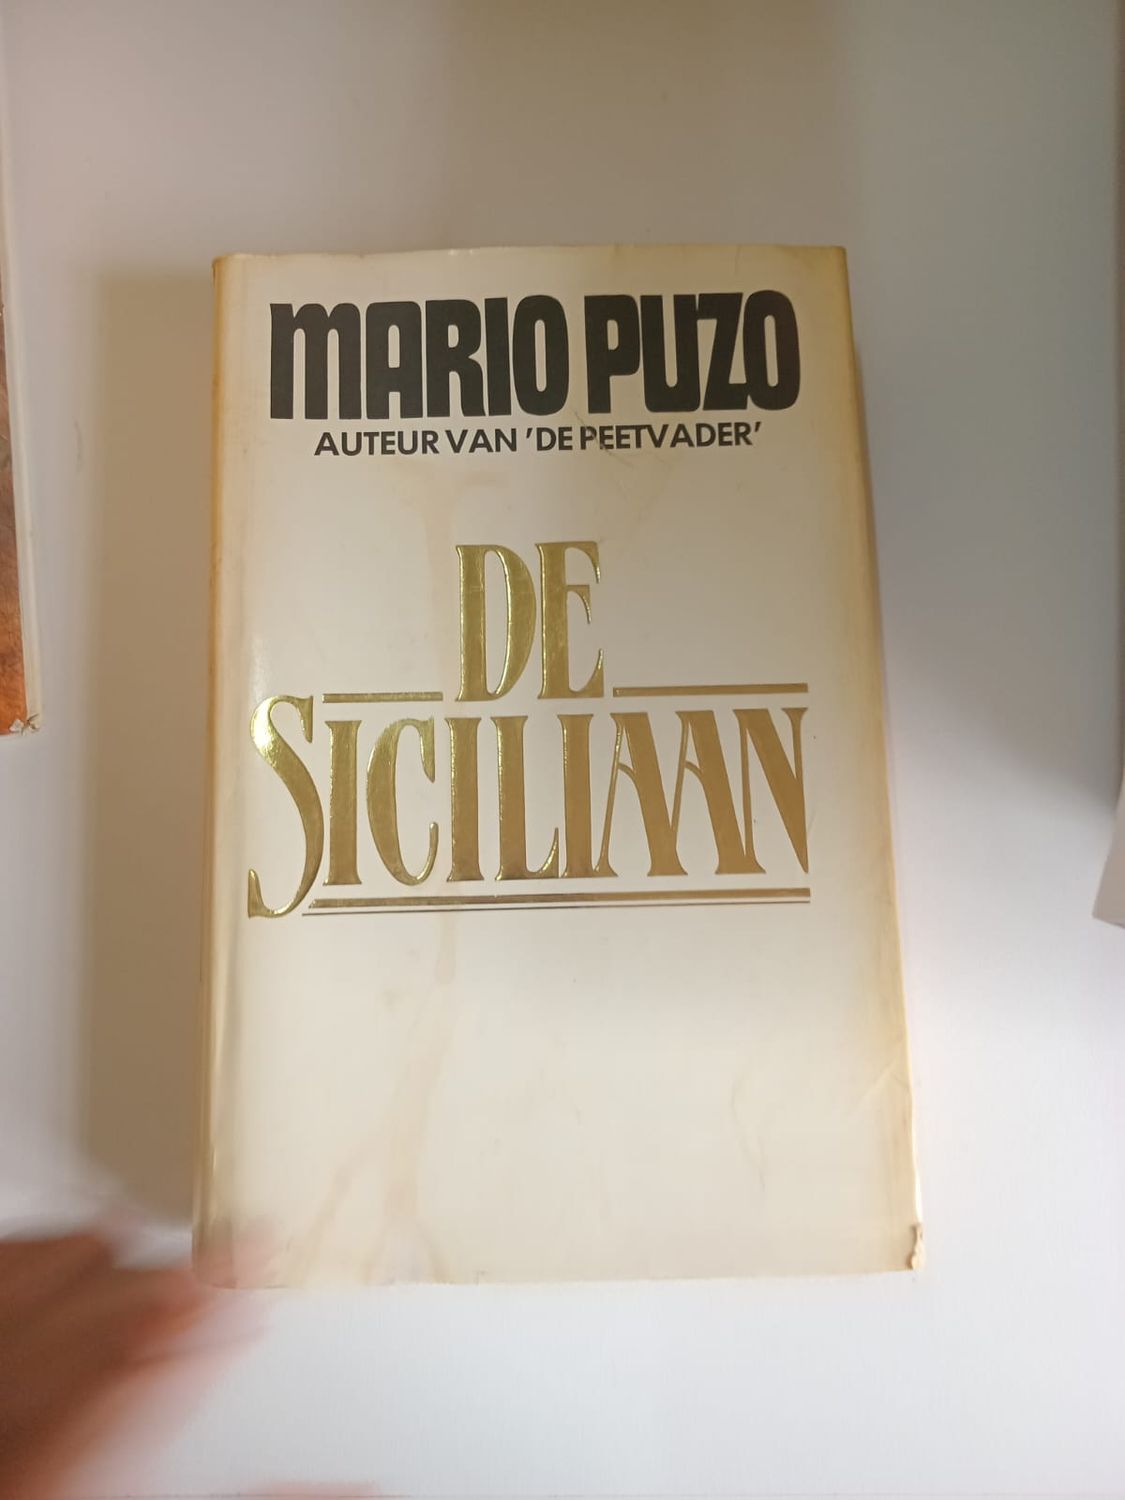 MARIO PUZO
AUTEUR VAN 'DE PEETVADER'
DE
SICILIAAN